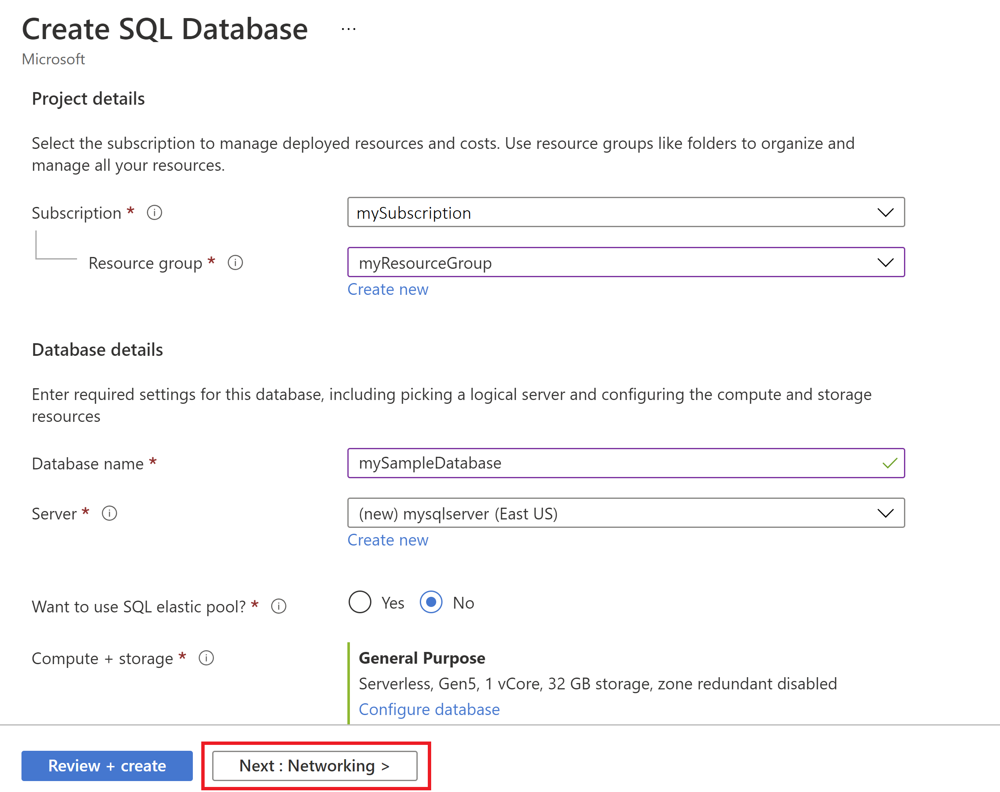 Create SQL Database ...
Microsoft
Project details
Select the subscription to manage deployed resources and costs. Use resource groups like folders to organize and
manage all your resources.
Subscription * mySubscription
Resource group * myResourceGroup
Create new
Database details
Enter required settings for this database, including picking a logical server and configuring the compute and storage
resources
Database name * mySampleDatabase
Server * (new) mysqlserver (East US)
Create new
Want to use SQL elastic pool? * Yes No
Compute + storage * General Purpose
Serverless, Gen5, 1 vCore, 32 GB storage, zone redundant disabled
Configure database
Review + create Next : Networking >